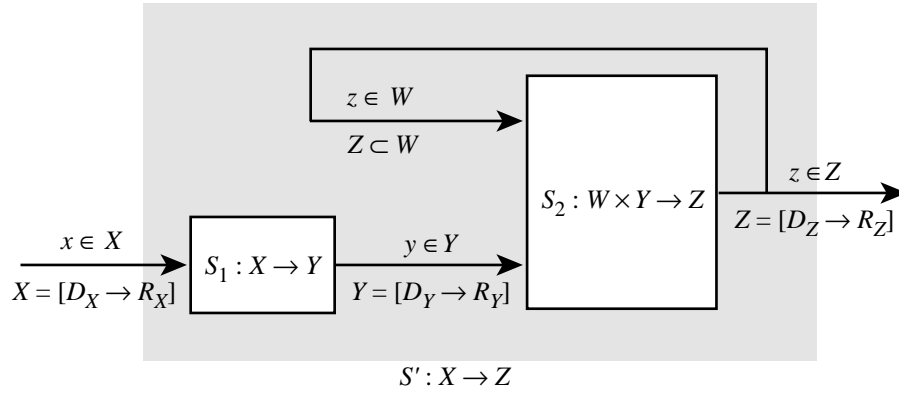 z ∈ W
Z ⊂ W
z ∈ Z
S₂ : W × Y → Z
Z = [D_Z → R_Z]
x ∈ X
S₁ : X → Y
y ∈ Y
X = [D_X → R_X]
Y = [D_Y → R_Y]
S' : X → Z